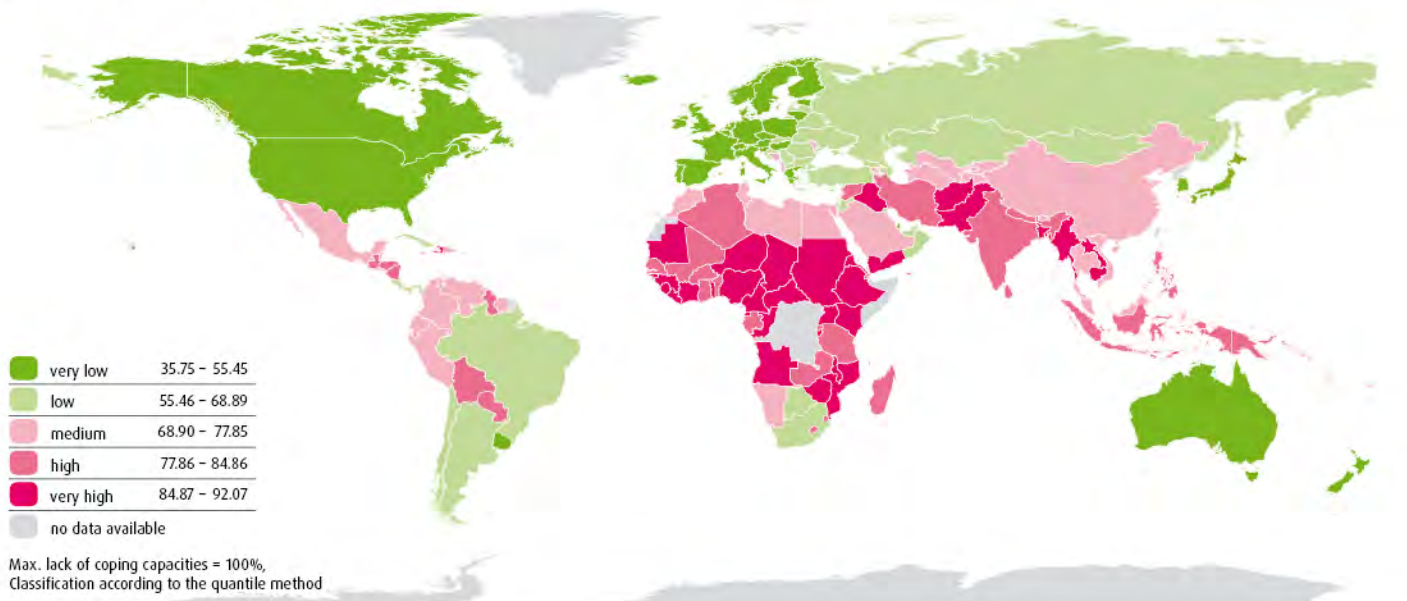 very low 35.75 – 55.45
low 55.46 – 68.89
medium 68.90 – 77.85
high 77.86 – 84.86
very high 84.87 – 92.07
no data available
Max. lack of coping capacities = 100%,
Classification according to the quantile method